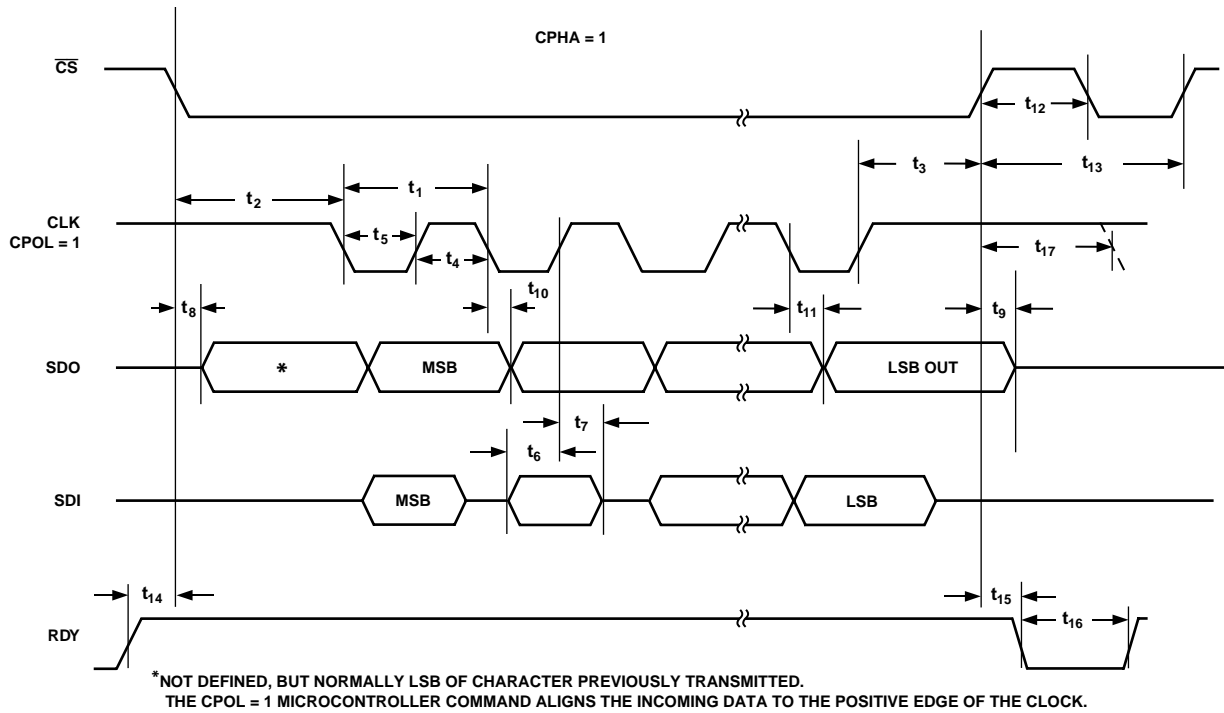 CPHA = 1
CS
t12
t3
t13
t1
t2
CLK
CPOL = 1
t5
t4
t17
t10
t8
t11
t9
SDO
*
MSB
LSB OUT
t7
t6
SDI
MSB
LSB
t14
t15
t16
RDY
*NOT DEFINED, BUT NORMALLY LSB OF CHARACTER PREVIOUSLY TRANSMITTED.
THE CPOL = 1 MICROCONTROLLER COMMAND ALIGNS THE INCOMING DATA TO THE POSITIVE EDGE OF THE CLOCK.